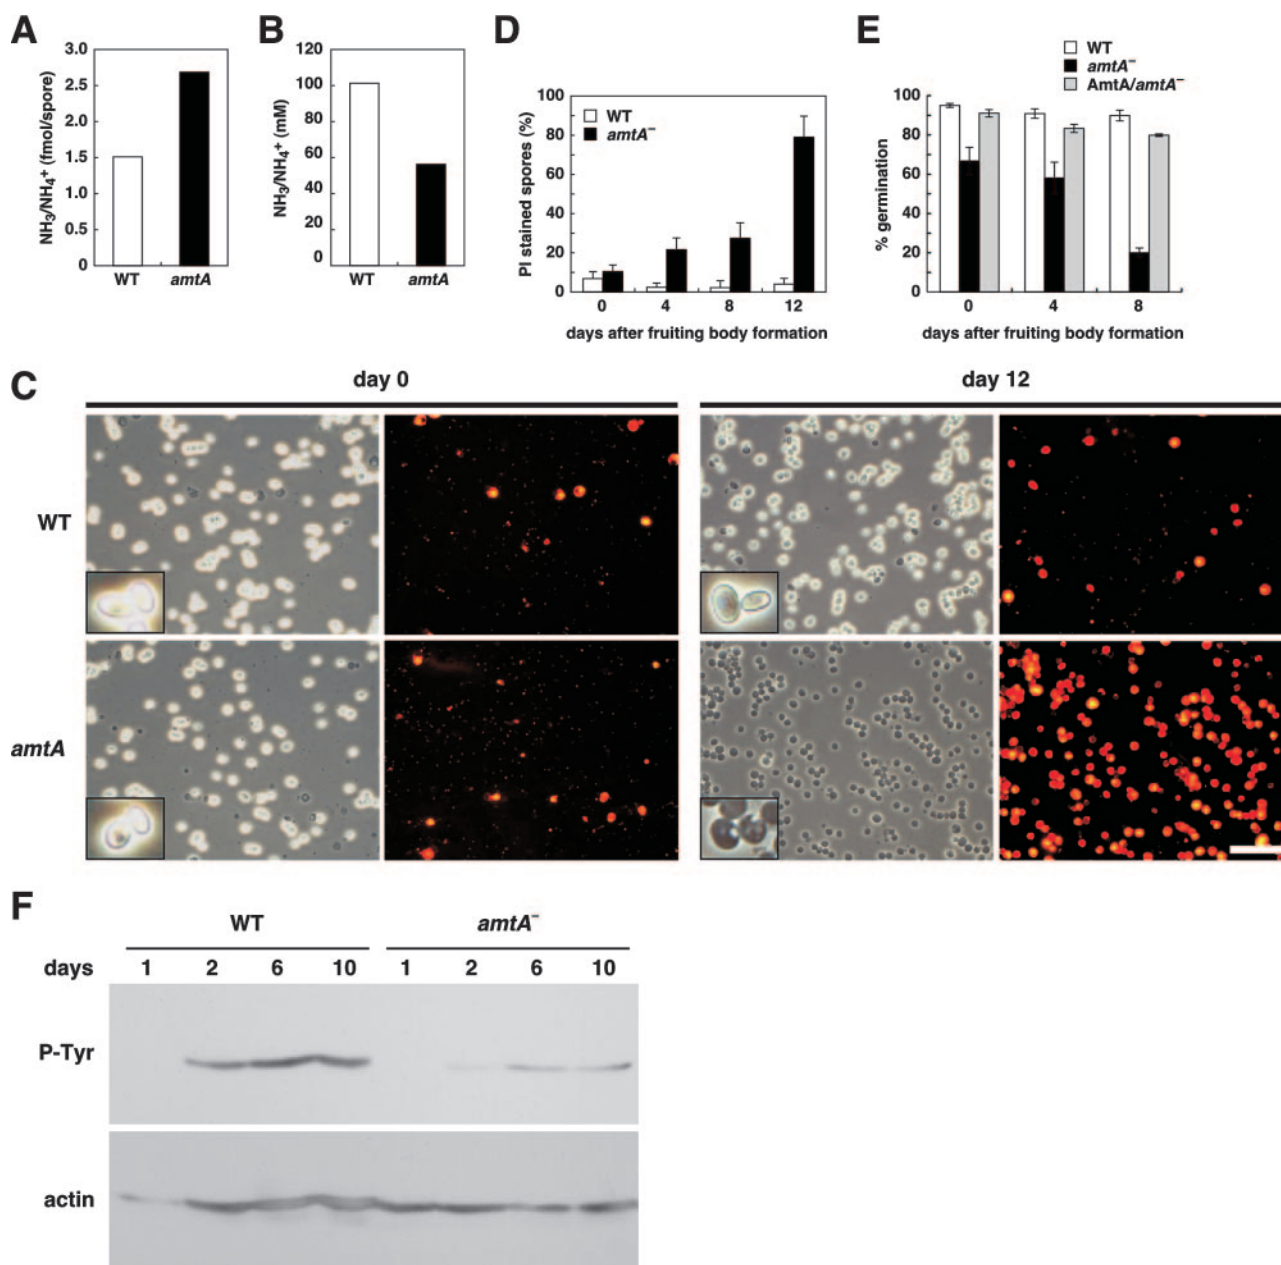 A
NH₃/NH₄⁺ (fmol/spore)
3.0
2.5
2.0
1.5
1.0
0.5
0
WT
amtA
B
NH₃/NH₄⁺ (mM)
120
100
80
60
40
20
0
WT
amtA
D
PI stained spores (%)
100
80
60
40
20
0
WT
amtA⁻
0 4 8 12
days after fruiting body formation
E
WT
amtA⁻
AmtA/amtA⁻
% germination
100
80
60
40
20
0
0 4 8
days after fruiting body formation
C
day 0
day 12
WT
amtA
F
WT
amtA⁻
days 1 2 6 10 1 2 6 10
P-Tyr
actin